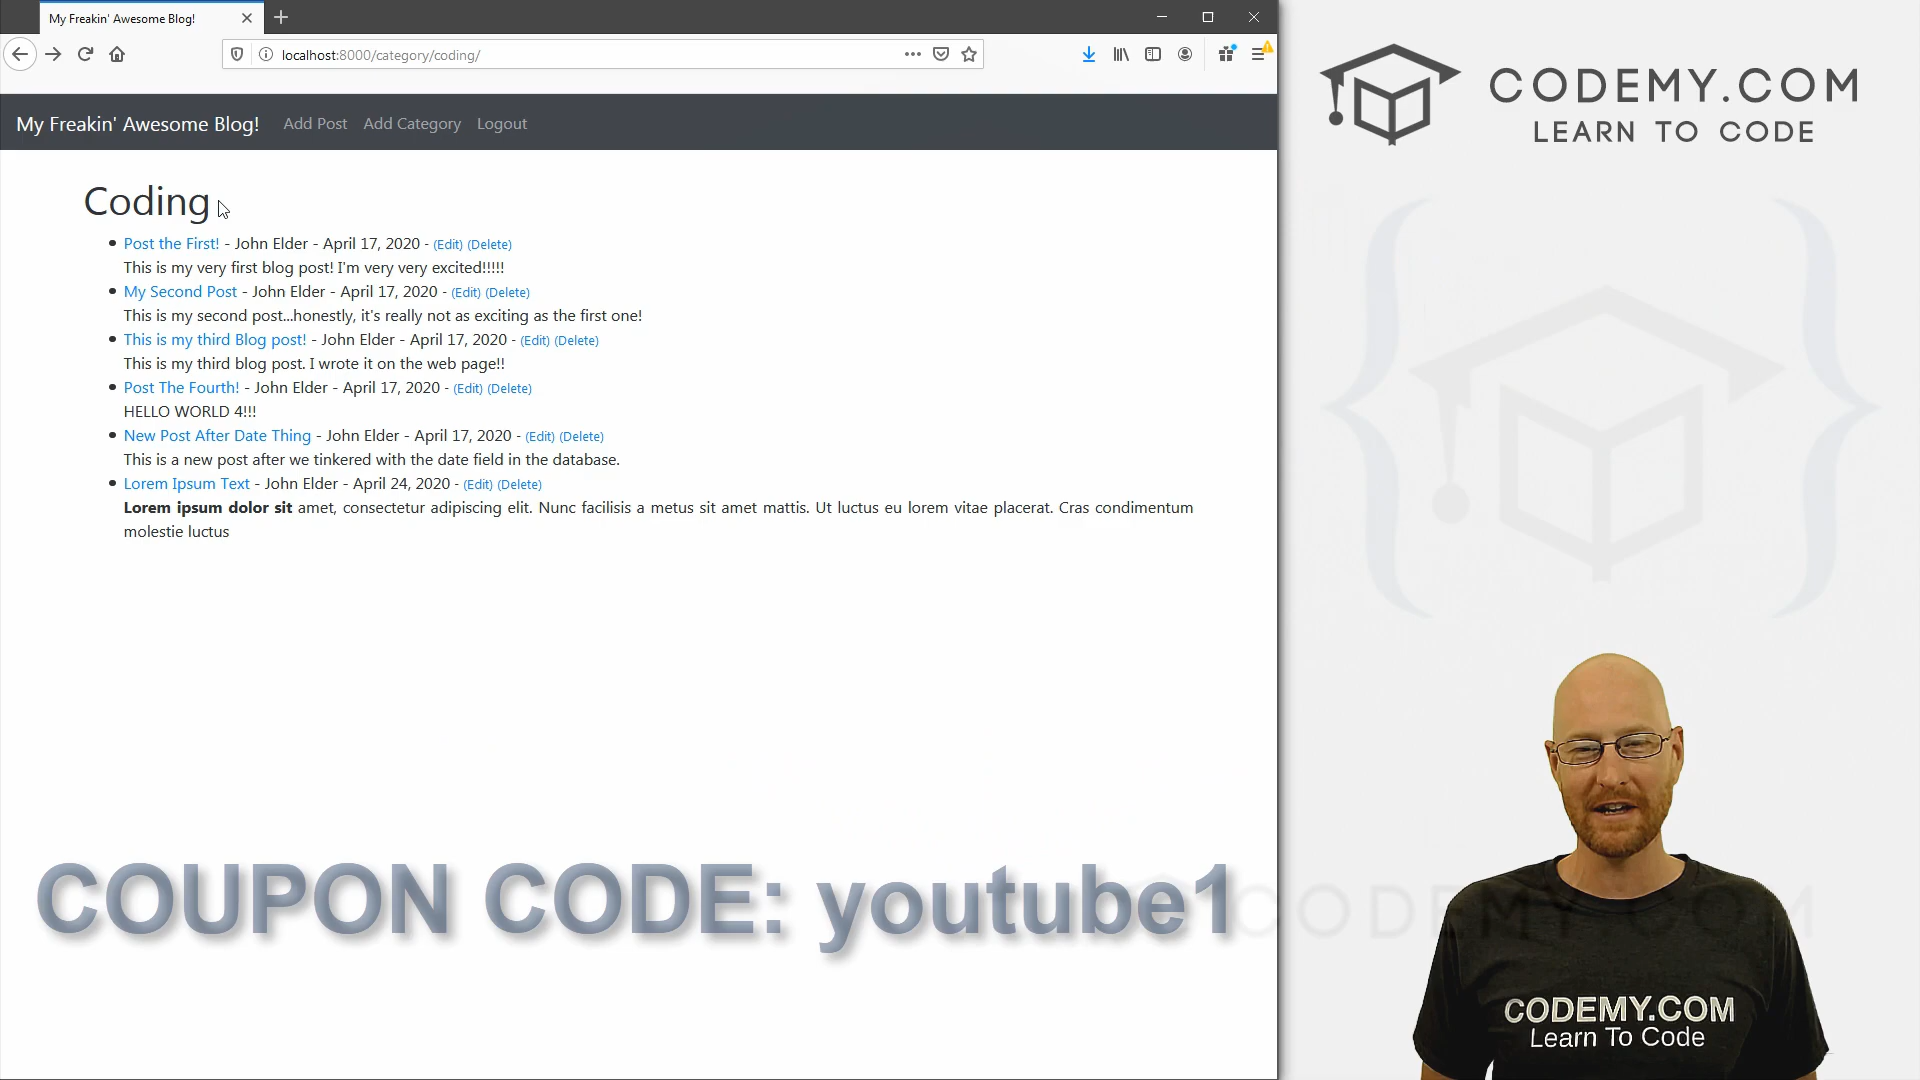 My Freakin' Awesome Blog!
localhost:8000/category/coding/
My Freakin' Awesome Blog! Add Post Add Category Logout
Coding
Post the First! - John Elder - April 17, 2020 - (Edit) (Delete)
This is my very first blog post! I'm very very excited!!!!!
My Second Post - John Elder - April 17, 2020 - (Edit) (Delete)
This is my second post...honestly, it's really not as exciting as the first one!
This is my third Blog post! - John Elder - April 17, 2020 - (Edit) (Delete)
This is my third blog post. I wrote it on the web page!!
Post The Fourth! - John Elder - April 17, 2020 - (Edit) (Delete)
HELLO WORLD 4!!!
New Post After Date Thing - John Elder - April 17, 2020 - (Edit) (Delete)
This is a new post after we tinkered with the date field in the database.
Lorem Ipsum Text - John Elder - April 24, 2020 - (Edit) (Delete)
Lorem ipsum dolor sit amet, consectetur adipiscing elit. Nunc facilisis a metus sit amet mattis. Ut luctus eu lorem vitae placerat. Cras condimentum
molestie luctus
COUPON CODE: youtube1
CODEMY.COM
LEARN TO CODE
CODEMY.COM
CODEMY.COM
Learn To Code